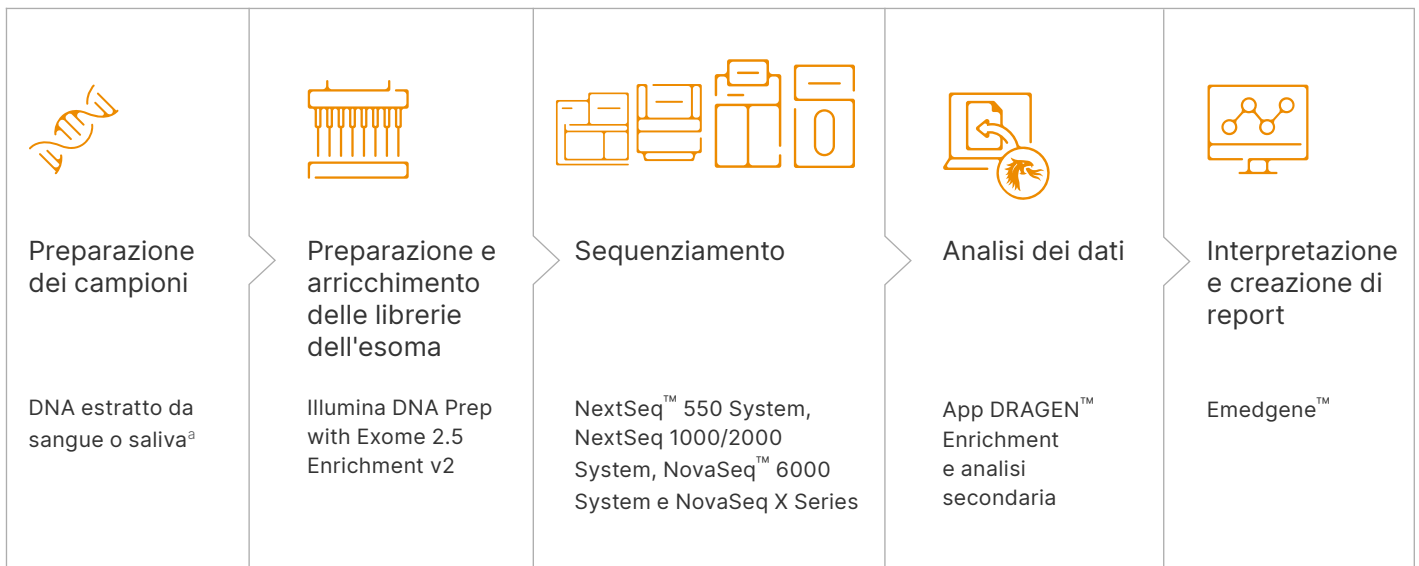 Preparazione
dei campioni
DNA estratto da
sangue o salivaᵃ
Preparazione e
arricchimento
delle librerie
dell'esoma
Illumina DNA Prep
with Exome 2.5
Enrichment v2
Sequenziamento
NextSeq™ 550 System,
NextSeq 1000/2000
System, NovaSeq™ 6000
System e NovaSeq X Series
Analisi dei dati
App DRAGEN™
Enrichment
e analisi
secondaria
Interpretazione
e creazione di
report
Emedgene™